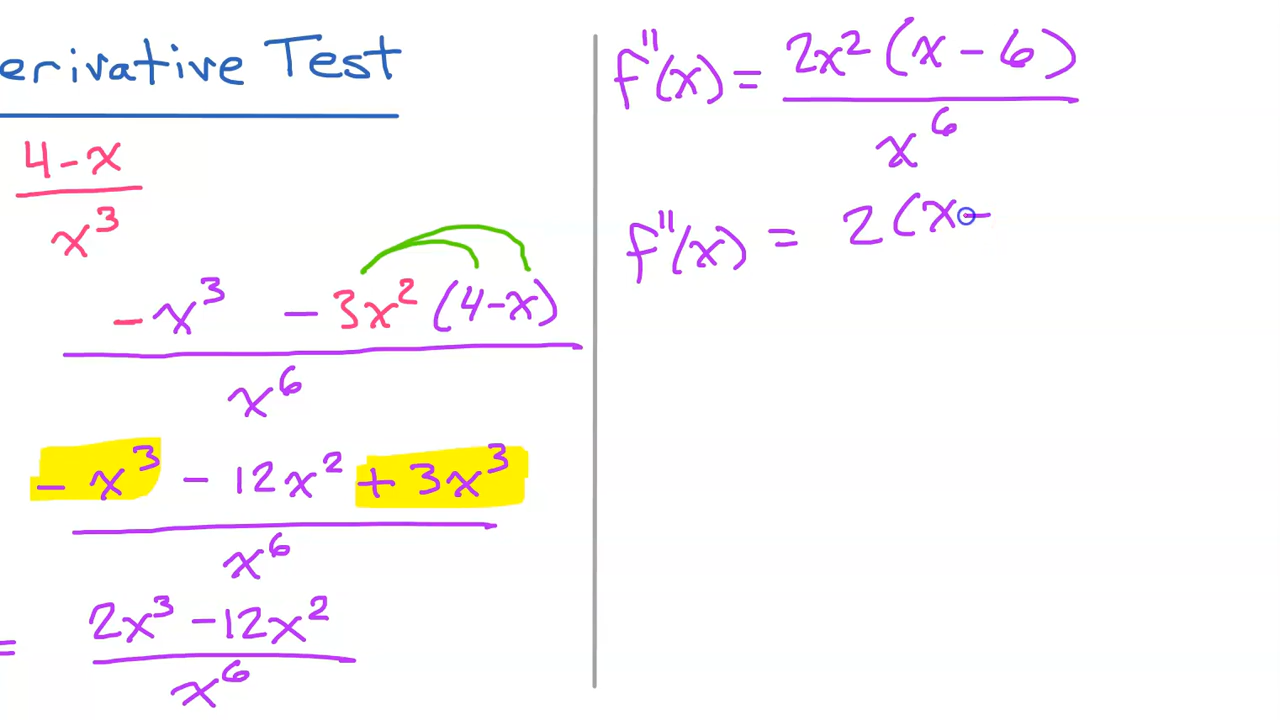 erivative Test
4-x
x³
-x³ - 3x² (4-x)
x⁶
- x³ - 12x² + 3x³
x⁶
= 2x³ - 12x²
x⁶
f''(x) = 2x² (x - 6)
x⁶
f''(x) = 2 (x -